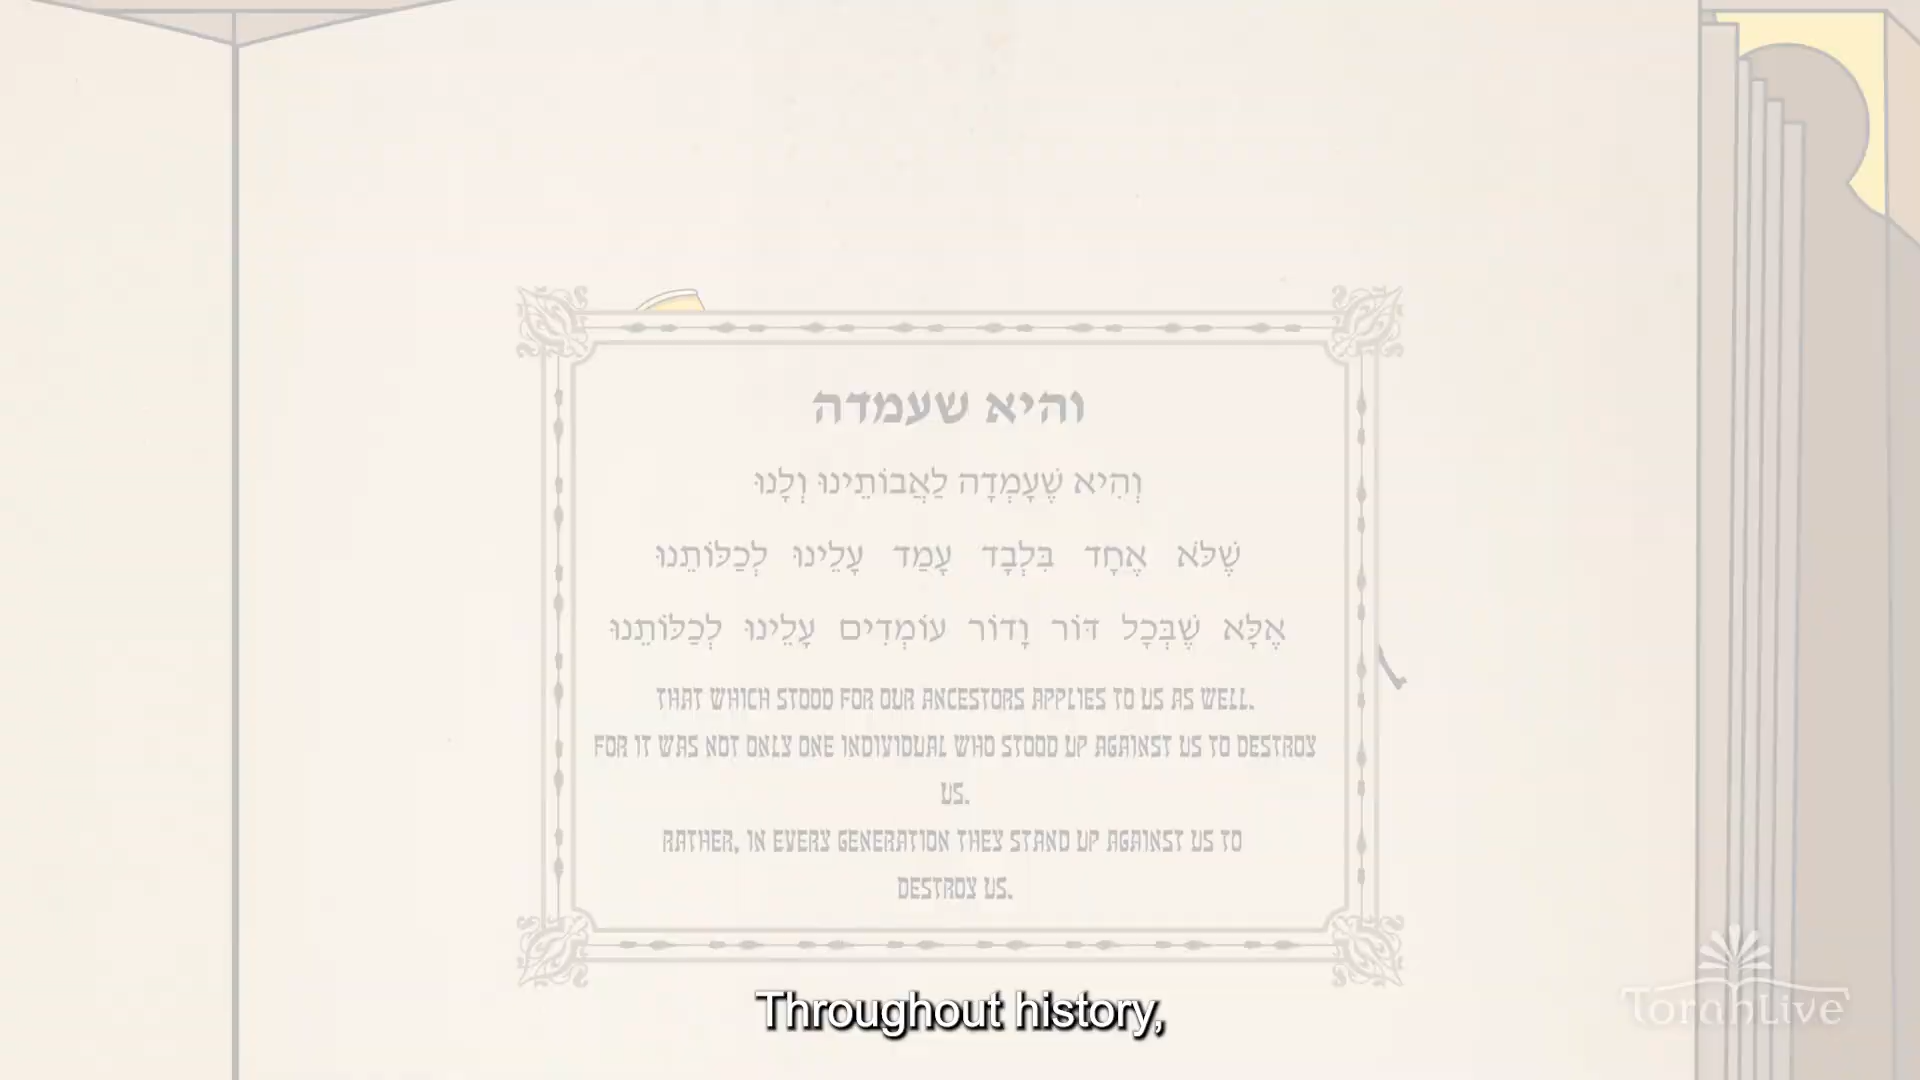 והיא שעמדה
וְהִיא שֶׁעָמְדָה לַאֲבוֹתֵינוּ וְלָנוּ
שֶׁלֹּא אֶחָד בִּלְבָד עָמַד עָלֵינוּ לְכַלּוֹתֵנוּ
אֶלָּא שֶׁבְּכָל דּוֹר וָדוֹר עוֹמְדִים עָלֵינוּ לְכַלּוֹתֵנוּ
THAT WHICH STOOD FOR OUR ANCESTORS APPLIES TO US AS WELL.
FOR IT WAS NOT ONLY ONE INDIVIDUAL WHO STOOD UP AGAINST US TO DESTROY
US.
RATHER, IN EVERY GENERATION THEY STAND UP AGAINST US TO
DESTROY US.
Throughout history,
TorahLive